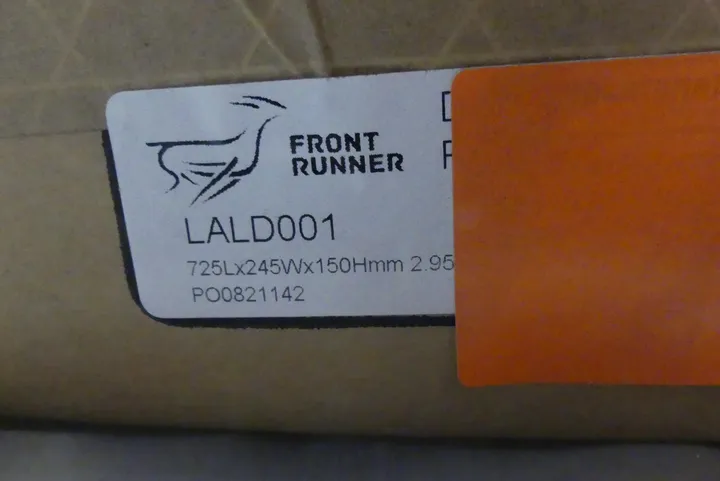 FRONT
RUNNER
LALD001
725Lx245Wx150Hmm 2.95
PO0821142